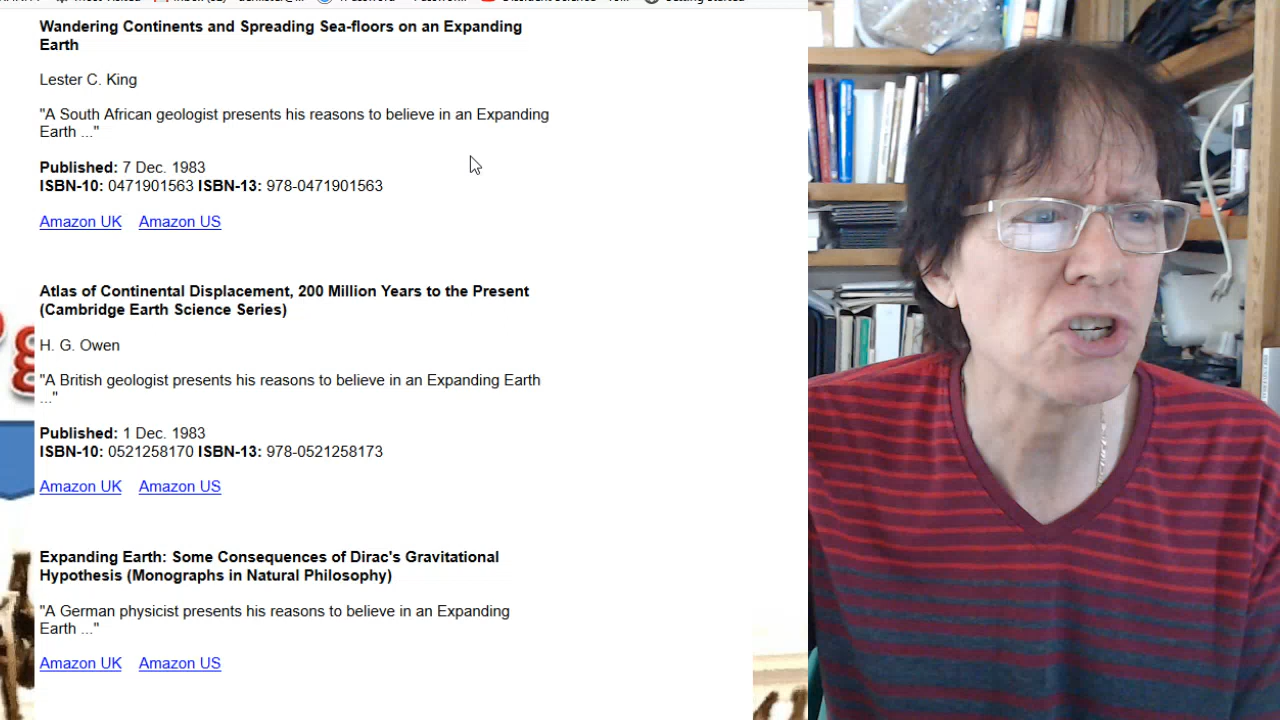 Wandering Continents and Spreading Sea-floors on an Expanding
Earth
Lester C. King
"A South African geologist presents his reasons to believe in an Expanding
Earth ..."
Published: 7 Dec. 1983
ISBN-10: 0471901563 ISBN-13: 978-0471901563
Amazon UK Amazon US
Atlas of Continental Displacement, 200 Million Years to the Present
(Cambridge Earth Science Series)
H. G. Owen
"A British geologist presents his reasons to believe in an Expanding Earth
..."
Published: 1 Dec. 1983
ISBN-10: 0521258170 ISBN-13: 978-0521258173
Amazon UK Amazon US
Expanding Earth: Some Consequences of Dirac's Gravitational
Hypothesis (Monographs in Natural Philosophy)
"A German physicist presents his reasons to believe in an Expanding
Earth ..."
Amazon UK Amazon US